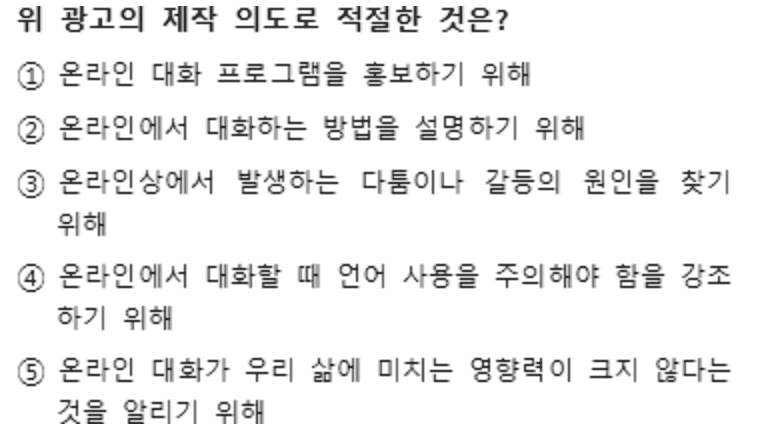 위 광고의 제작 의도로 적절한 것은?
① 온라인 대화 프로그램을 홍보하기 위해
② 온라인에서 대화하는 방법을 설명하기 위해
③ 온라인상에서 발생하는 다툼이나 갈등의 원인을 찾기
위해
④ 온라인에서 대화할 때 언어 사용을 주의해야 함을 강조
하기 위해
⑤ 온라인 대화가 우리 삶에 미치는 영향력이 크지 않다는
것을 알리기 위해